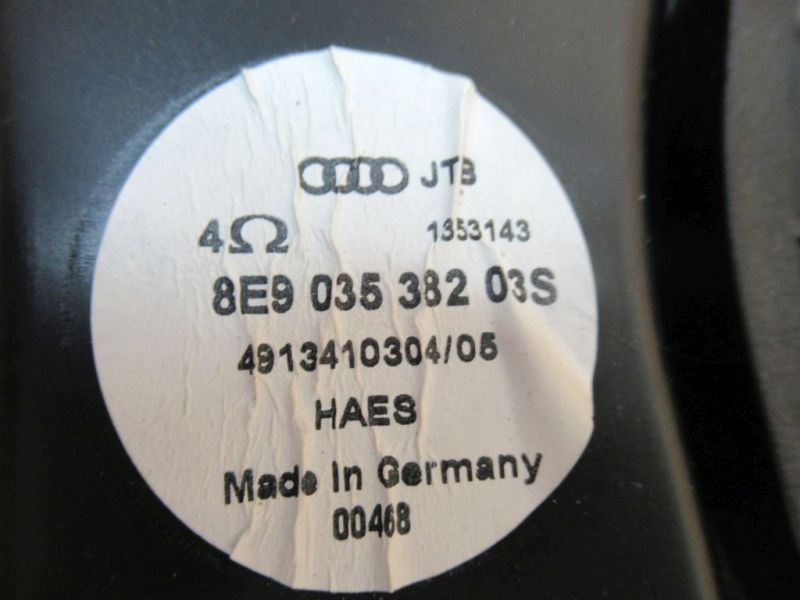 JTB
4Ω 1353143
8E9 035 382 03S
4913410304/05
HAES
Made In Germany
00468